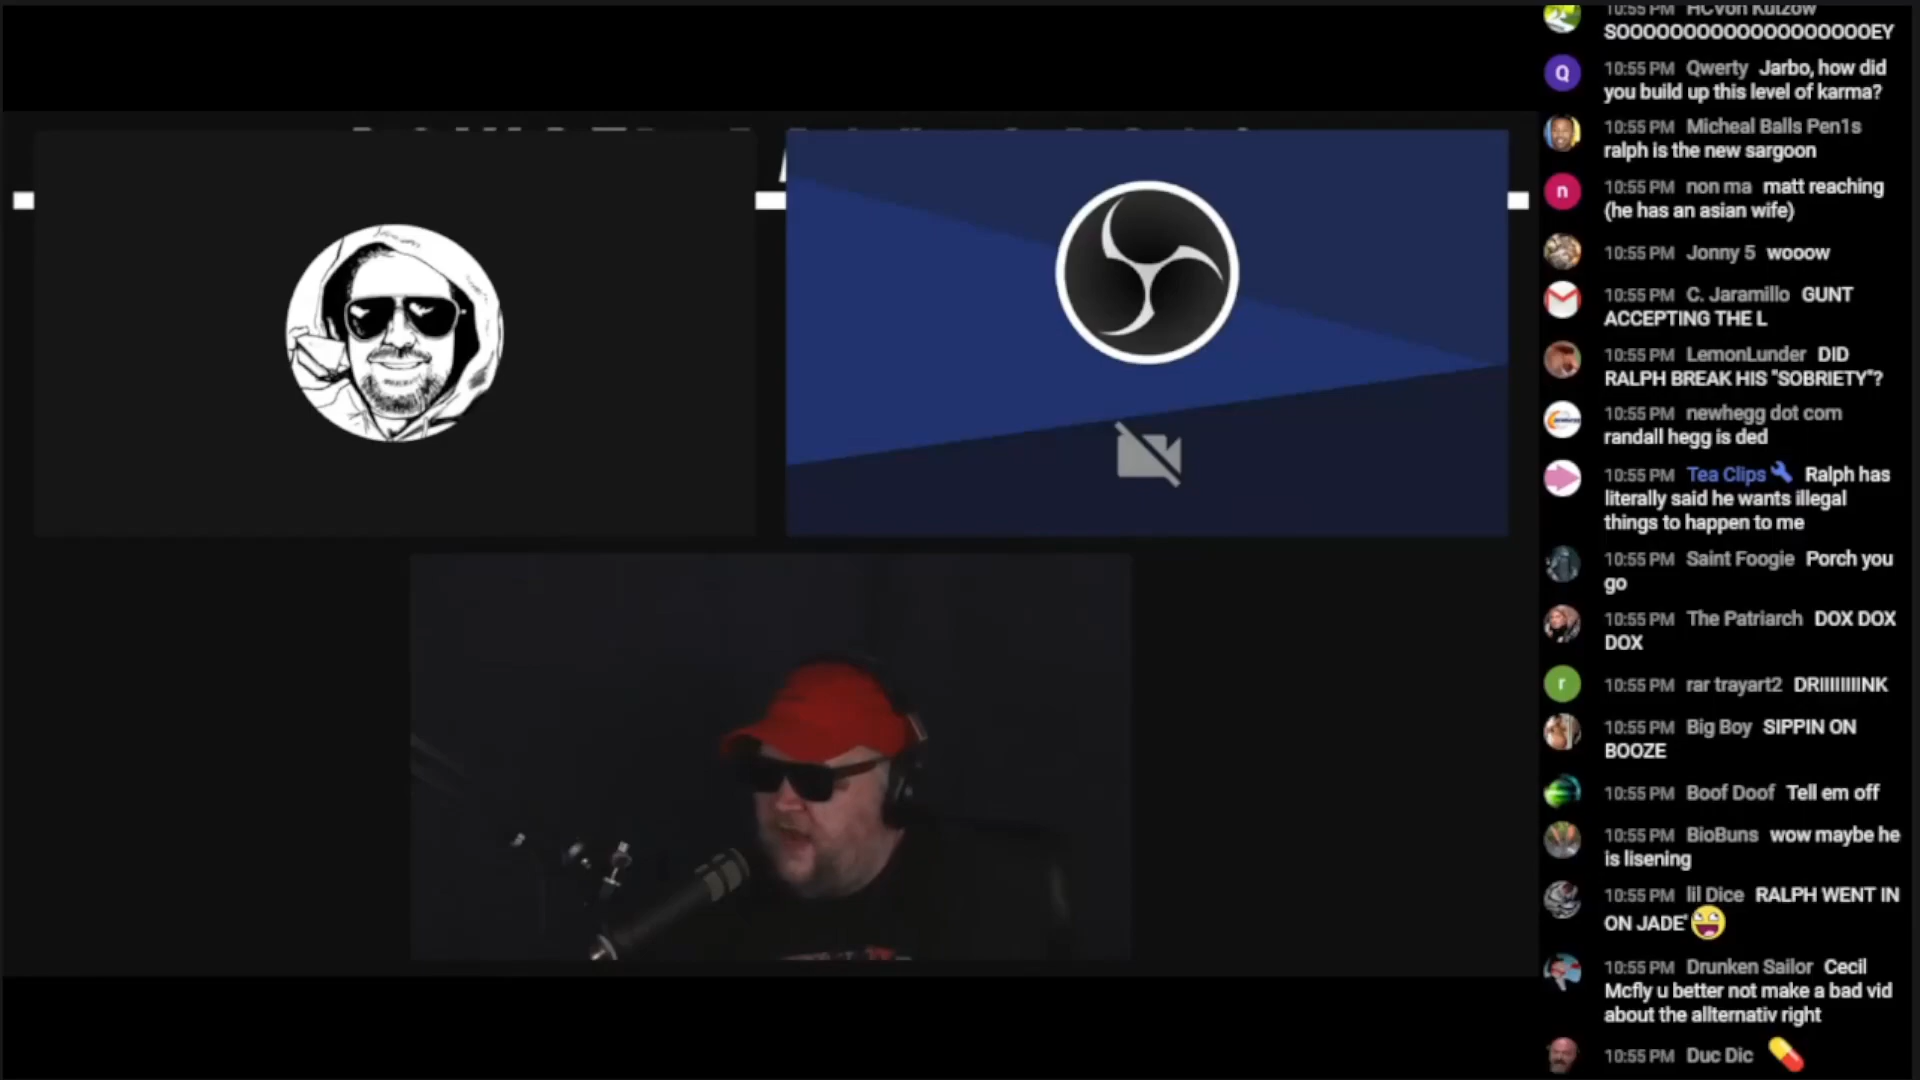 10:55 PM HCVon Kutzow
SOOOOOOOOOOOOOOOOOOOOEY
Q
10:55 PM Qwerty Jarbo, how did
you build up this level of karma?
10:55 PM Micheal Balls Pen1s
ralph is the new sargoon
n
10:55 PM non ma matt reaching
(he has an asian wife)
10:55 PM Jonny 5 wooow
10:55 PM C. Jaramillo GUNT
ACCEPTING THE L
10:55 PM LemonLunder DID
RALPH BREAK HIS "SOBRIETY"?
10:55 PM newhegg dot com
randall hegg is ded
10:55 PM Tea Clips Ralph has
literally said he wants illegal
things to happen to me
10:55 PM Saint Foogie Porch you
go
10:55 PM The Patriarch DOX DOX
DOX
r
10:55 PM rar trayart2 DRIIIIIIIINK
10:55 PM Big Boy SIPPIN ON
BOOZE
10:55 PM Boof Doof Tell em off
10:55 PM BioBuns wow maybe he
is lisening
10:55 PM lil Dice RALPH WENT IN
ON JADE'
10:55 PM Drunken Sailor Cecil
Mcfly u better not make a bad vid
about the allternativ right
10:55 PM Duc Dic